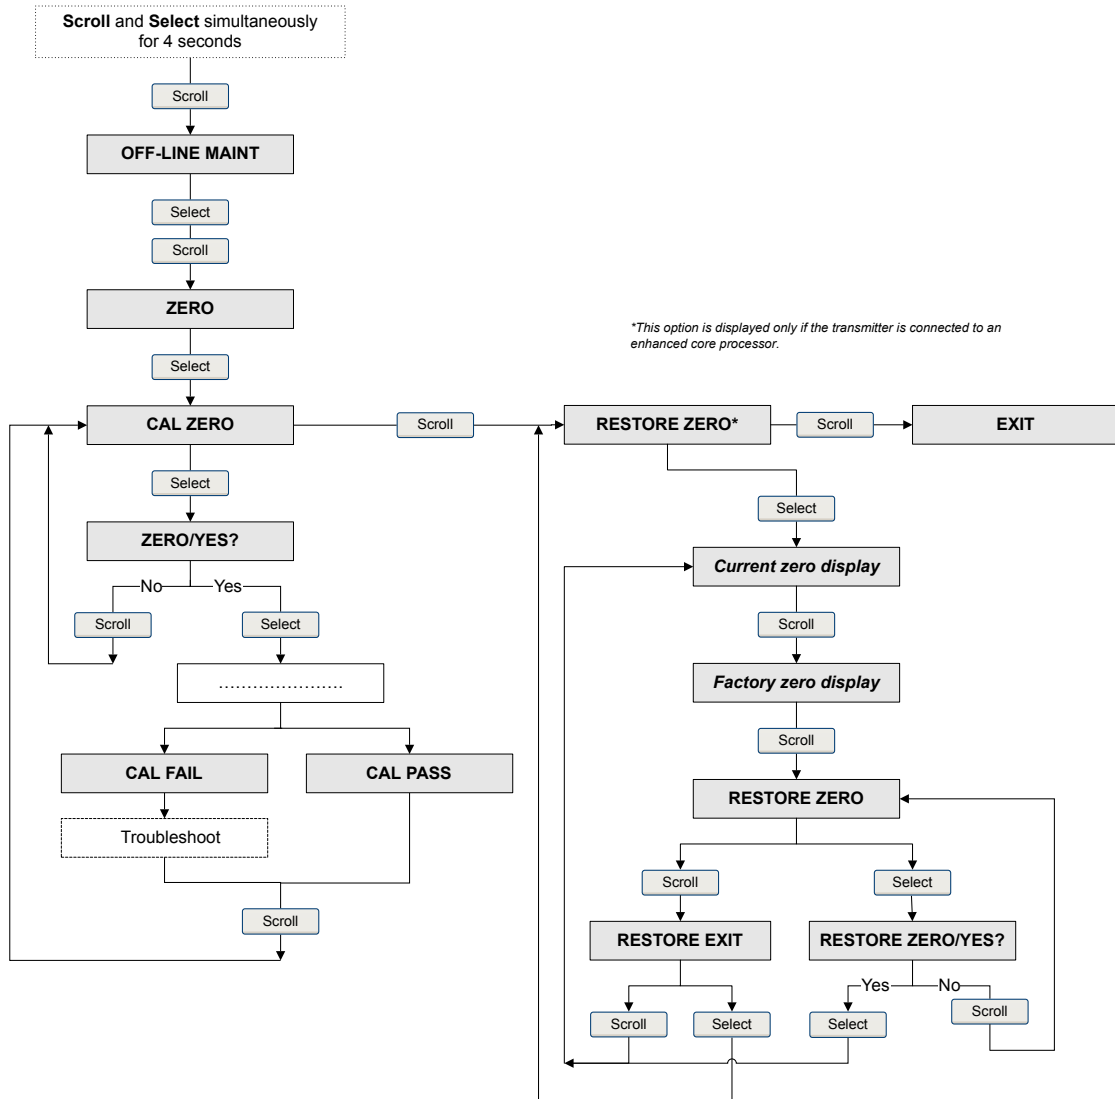 Scroll and Select simultaneously
for 4 seconds
Scroll
OFF-LINE MAINT
Select
Scroll
ZERO
*This option is displayed only if the transmitter is connected to an
enhanced core processor.
Select
CAL ZERO
Scroll
RESTORE ZERO*
Scroll
EXIT
Select
Select
ZERO/YES?
Current zero display
No
Yes
Scroll
Select
Scroll
.......................
Factory zero display
Scroll
CAL FAIL
CAL PASS
RESTORE ZERO
Troubleshoot
Scroll
Select
Scroll
RESTORE EXIT
RESTORE ZERO/YES?
Yes
No
Scroll
Select
Select
Scroll